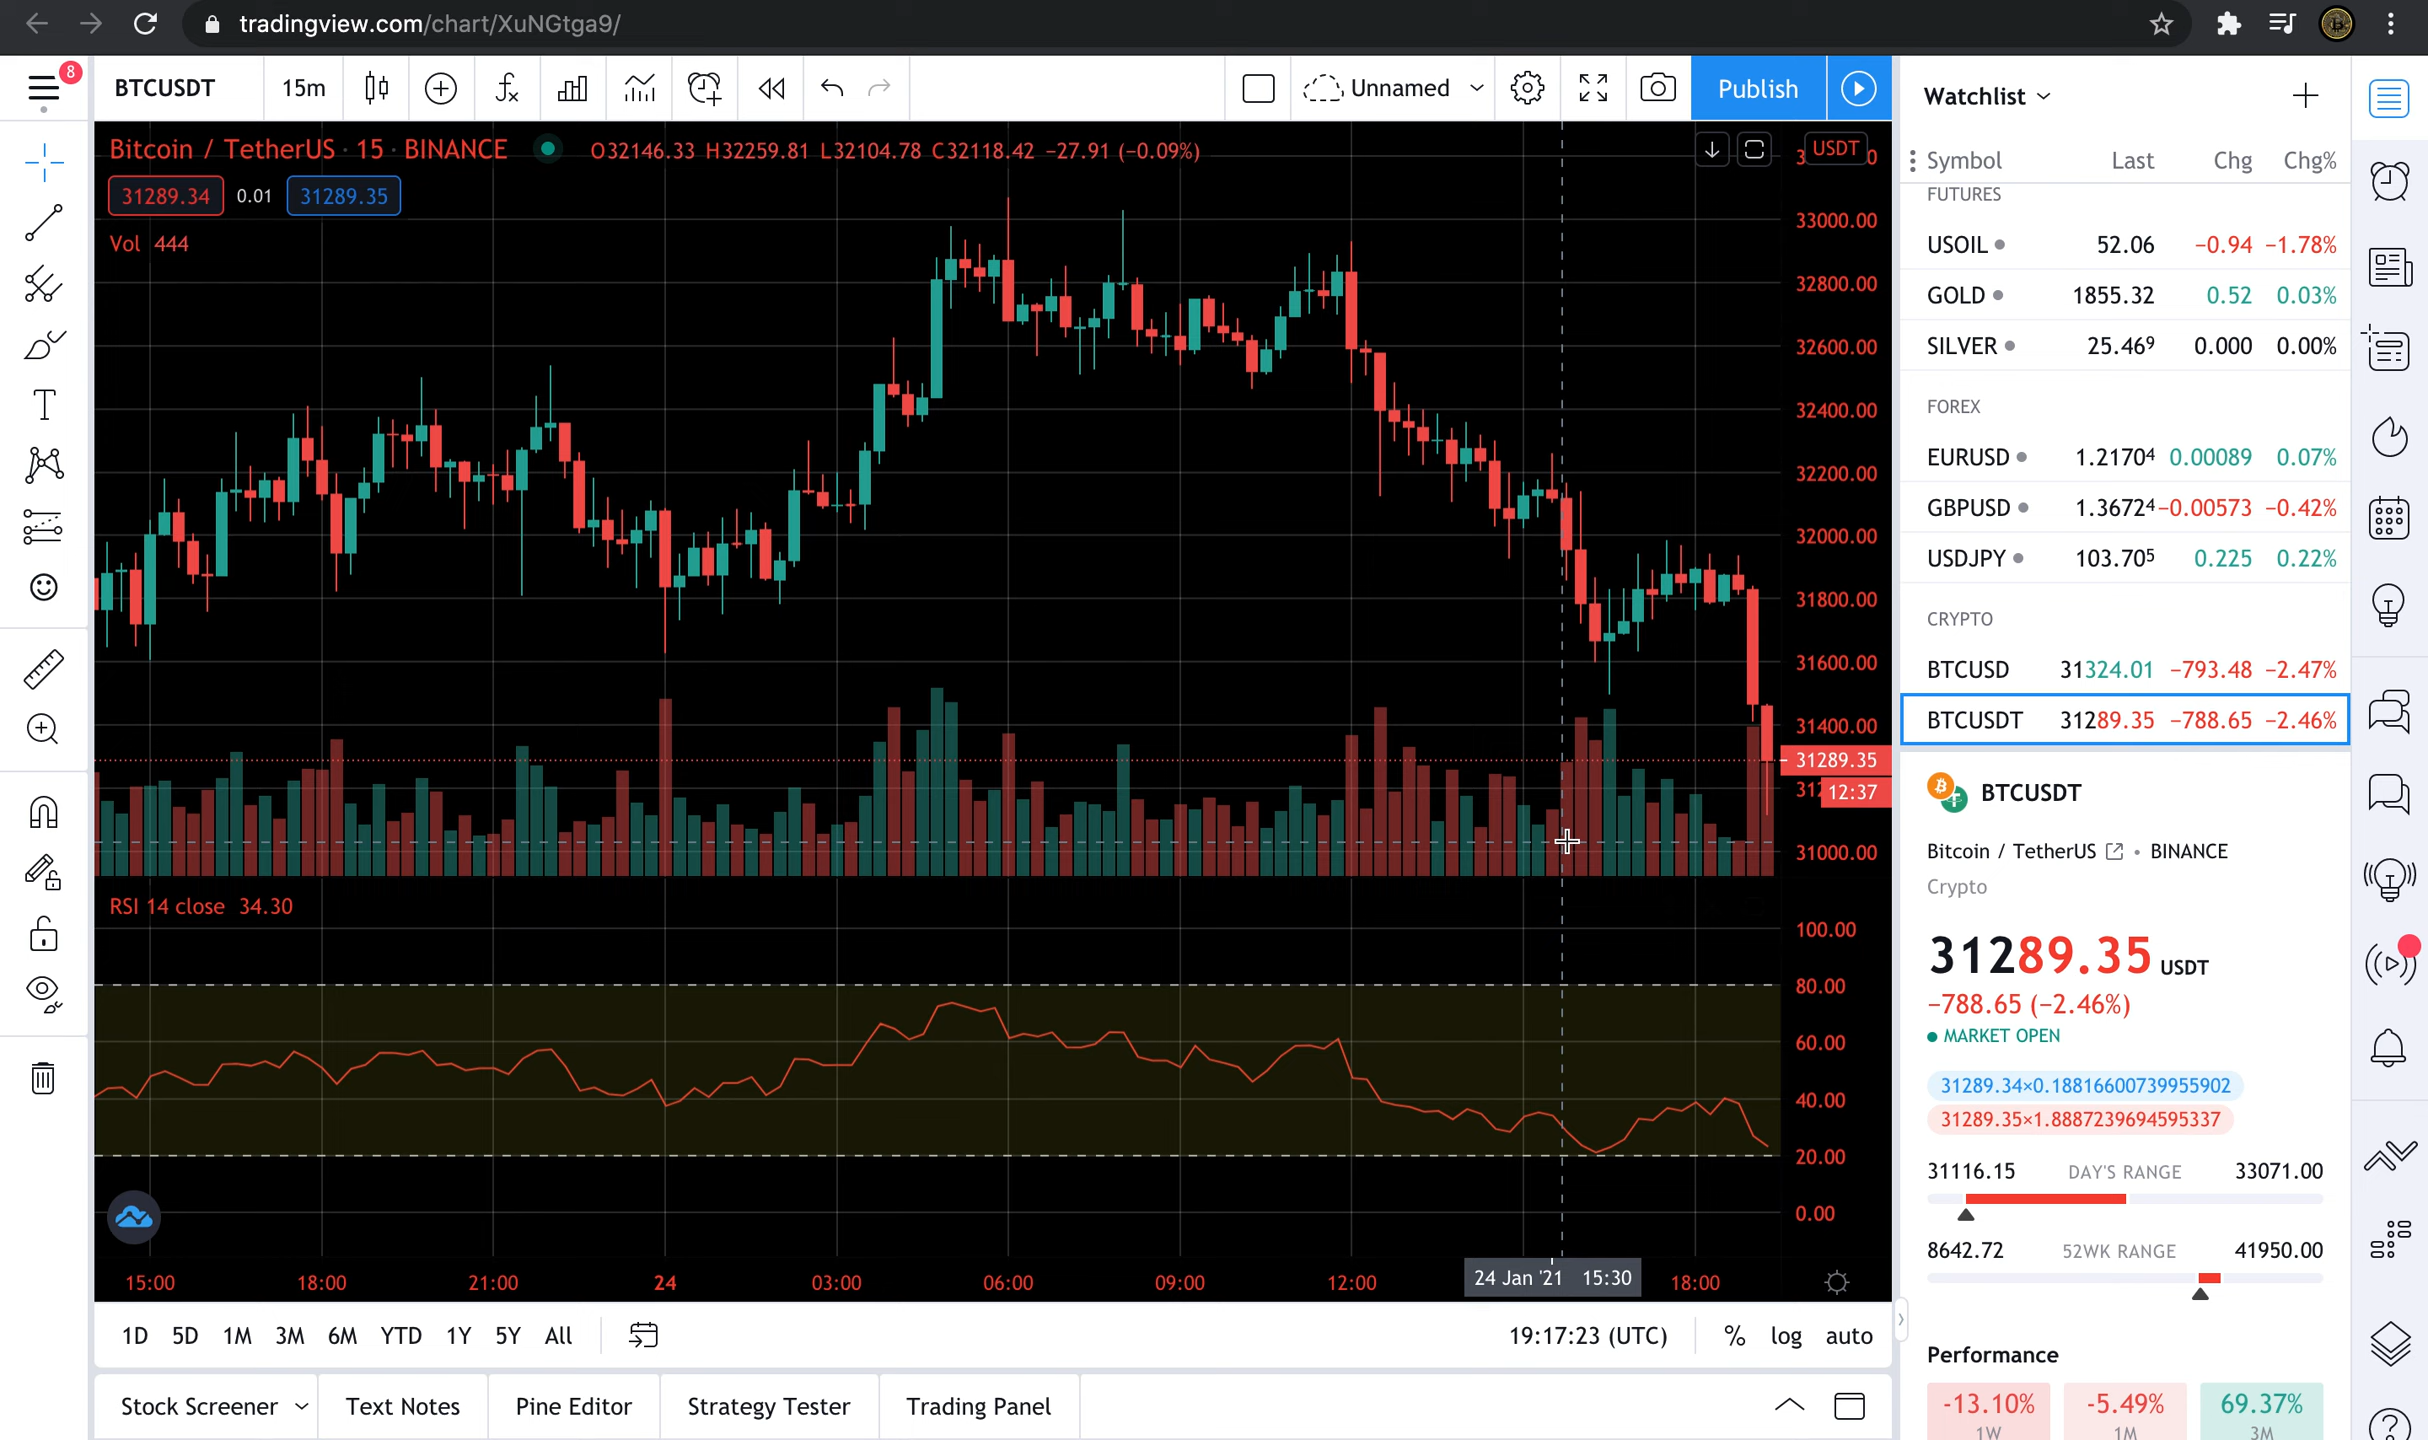 tradingview.com/chart/XuNGtga9/
8
BTCUSDT 15m Unnamed Publish
Bitcoin / TetherUS · 15 · BINANCE O32146.33 H32259.81 L32104.78 C32118.42 −27.91 (−0.09%)
31289.34 0.01 31289.35
Vol 444
USDT
33000.00
32800.00
32600.00
32400.00
32200.00
32000.00
31800.00
31600.00
31400.00
31289.35
12:37
31000.00
RSI 14 close 34.30
100.00
80.00
60.00
40.00
20.00
0.00
15:00 18:00 21:00 24 03:00 06:00 09:00 12:00 24 Jan '21 15:30 18:00
1D 5D 1M 3M 6M YTD 1Y 5Y All 19:17:23 (UTC) % log auto
Stock Screener Text Notes Pine Editor Strategy Tester Trading Panel
Watchlist
Symbol Last Chg Chg%
FUTURES
USOIL 52.06 −0.94 −1.78%
GOLD 1855.32 0.52 0.03%
SILVER 25.469 0.000 0.00%
FOREX
EURUSD 1.21704 0.00089 0.07%
GBPUSD 1.36724 −0.00573 −0.42%
USDJPY 103.705 0.225 0.22%
CRYPTO
BTCUSD 31324.01 −793.48 −2.47%
BTCUSDT 31289.35 −788.65 −2.46%
BTCUSDT
Bitcoin / TetherUS • BINANCE
Crypto
31289.35 USDT
−788.65 (−2.46%)
MARKET OPEN
31289.34×0.18816600739955902
31289.35×1.8887239694595337
31116.15 DAY'S RANGE 33071.00
8642.72 52WK RANGE 41950.00
Performance
-13.10% -5.49% 69.37%
1W 1M 3M